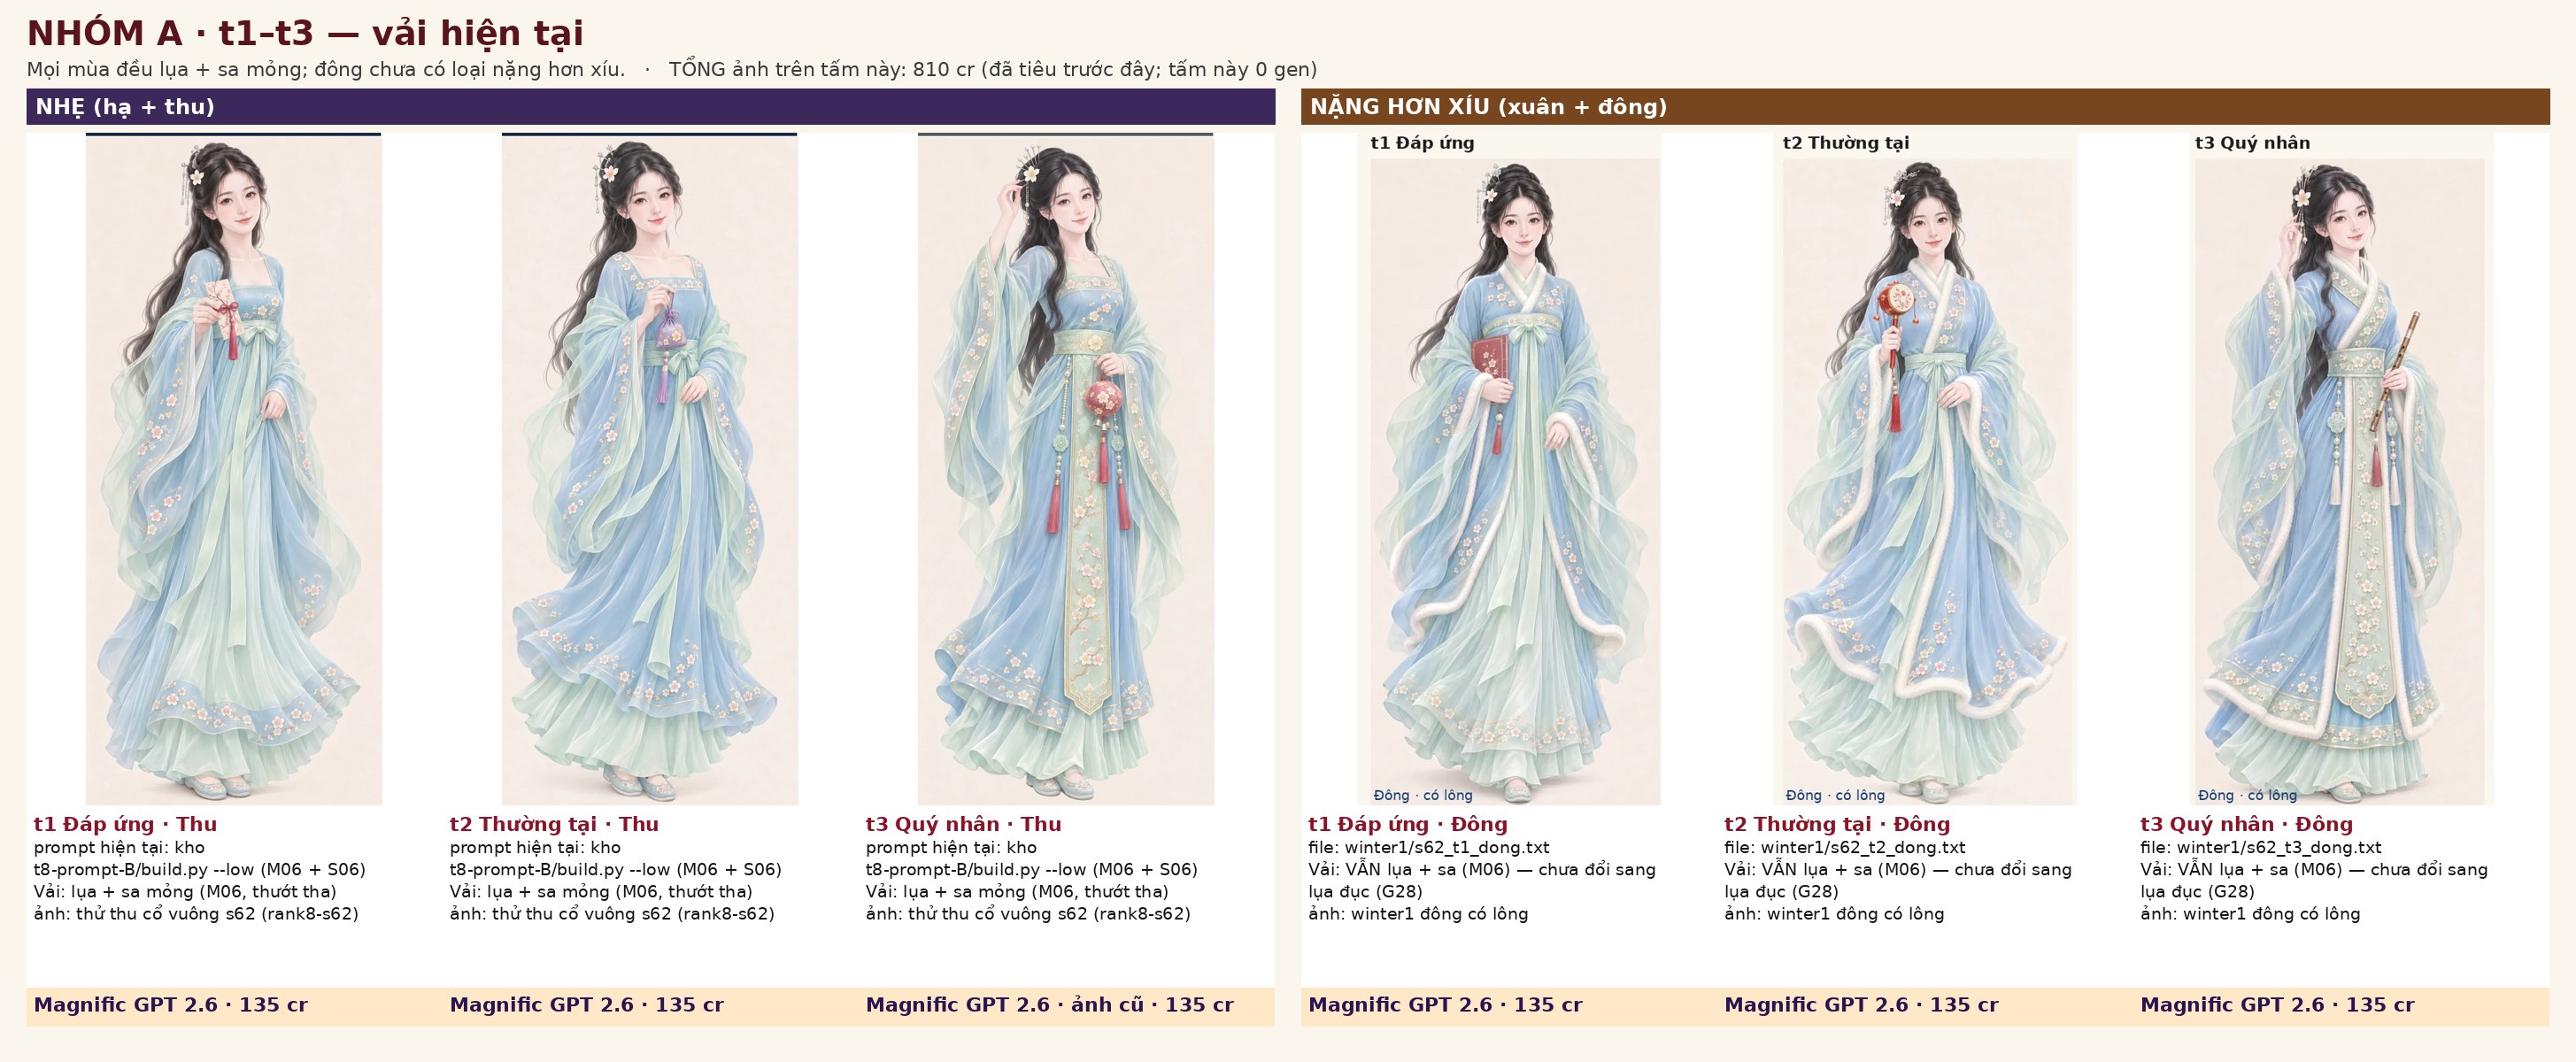 NHÓM A · t1–t3 — vải hiện tại
Mọi mùa đều lụa + sa mỏng; đông chưa có loại nặng hơn xíu. · TỔNG ảnh trên tấm này: 810 cr (đã tiêu trước đây; tấm này 0 gen)
NHẸ (hạ + thu)
t1 Đáp ứng · Thu
prompt hiện tại: kho
t8-prompt-B/build.py --low (M06 + S06)
Vải: lụa + sa mỏng (M06, thướt tha)
ảnh: thử thu cổ vuông s62 (rank8-s62)
Magnific GPT 2.6 · 135 cr
t2 Thường tại · Thu
prompt hiện tại: kho
t8-prompt-B/build.py --low (M06 + S06)
Vải: lụa + sa mỏng (M06, thướt tha)
ảnh: thử thu cổ vuông s62 (rank8-s62)
Magnific GPT 2.6 · 135 cr
t3 Quý nhân · Thu
prompt hiện tại: kho
t8-prompt-B/build.py --low (M06 + S06)
Vải: lụa + sa mỏng (M06, thướt tha)
ảnh: thử thu cổ vuông s62 (rank8-s62)
Magnific GPT 2.6 · ảnh cũ · 135 cr
NẶNG HƠN XÍU (xuân + đông)
t1 Đáp ứng
Đông · có lông
t1 Đáp ứng · Đông
file: winter1/s62_t1_dong.txt
Vải: VẪN lụa + sa (M06) — chưa đổi sang
lụa đục (G28)
ảnh: winter1 đông có lông
Magnific GPT 2.6 · 135 cr
t2 Thường tại
Đông · có lông
t2 Thường tại · Đông
file: winter1/s62_t2_dong.txt
Vải: VẪN lụa + sa (M06) — chưa đổi sang
lụa đục (G28)
ảnh: winter1 đông có lông
Magnific GPT 2.6 · 135 cr
t3 Quý nhân
Đông · có lông
t3 Quý nhân · Đông
file: winter1/s62_t3_dong.txt
Vải: VẪN lụa + sa (M06) — chưa đổi sang
lụa đục (G28)
ảnh: winter1 đông có lông
Magnific GPT 2.6 · 135 cr